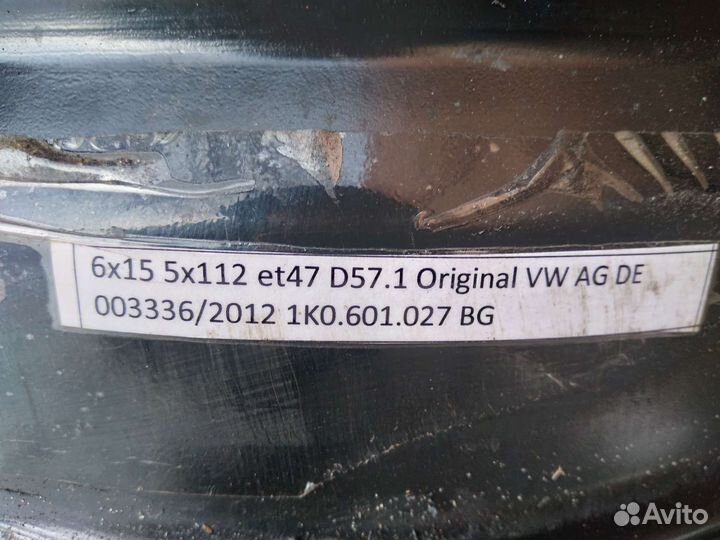 6x15 5x112 et47 D57.1 Original VW AG DE
003336/2012 1K0.601.027 BG
Avito